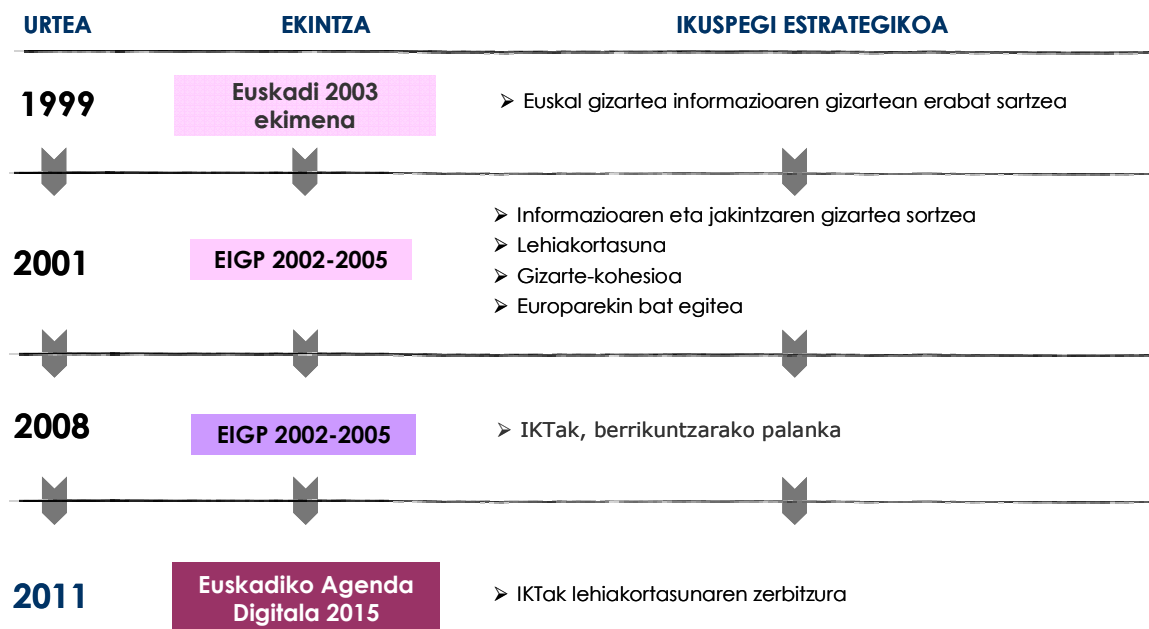 URTEA EKINTZA IKUSPEGI ESTRATEGIKOA
1999
Euskadi 2003
ekimena
➢ Euskal gizartea informazioaren gizartean erabat sartzea
2001
EIGP 2002-2005
➢ Informazioaren eta jakintzaren gizartea sortzea
➢ Lehiakortasuna
➢ Gizarte-kohesioa
➢ Europarekin bat egitea
2008
EIGP 2002-2005
➢ IKTak, berrikuntzarako palanka
2011
Euskadiko Agenda
Digitala 2015
➢ IKTak lehiakortasunaren zerbitzura